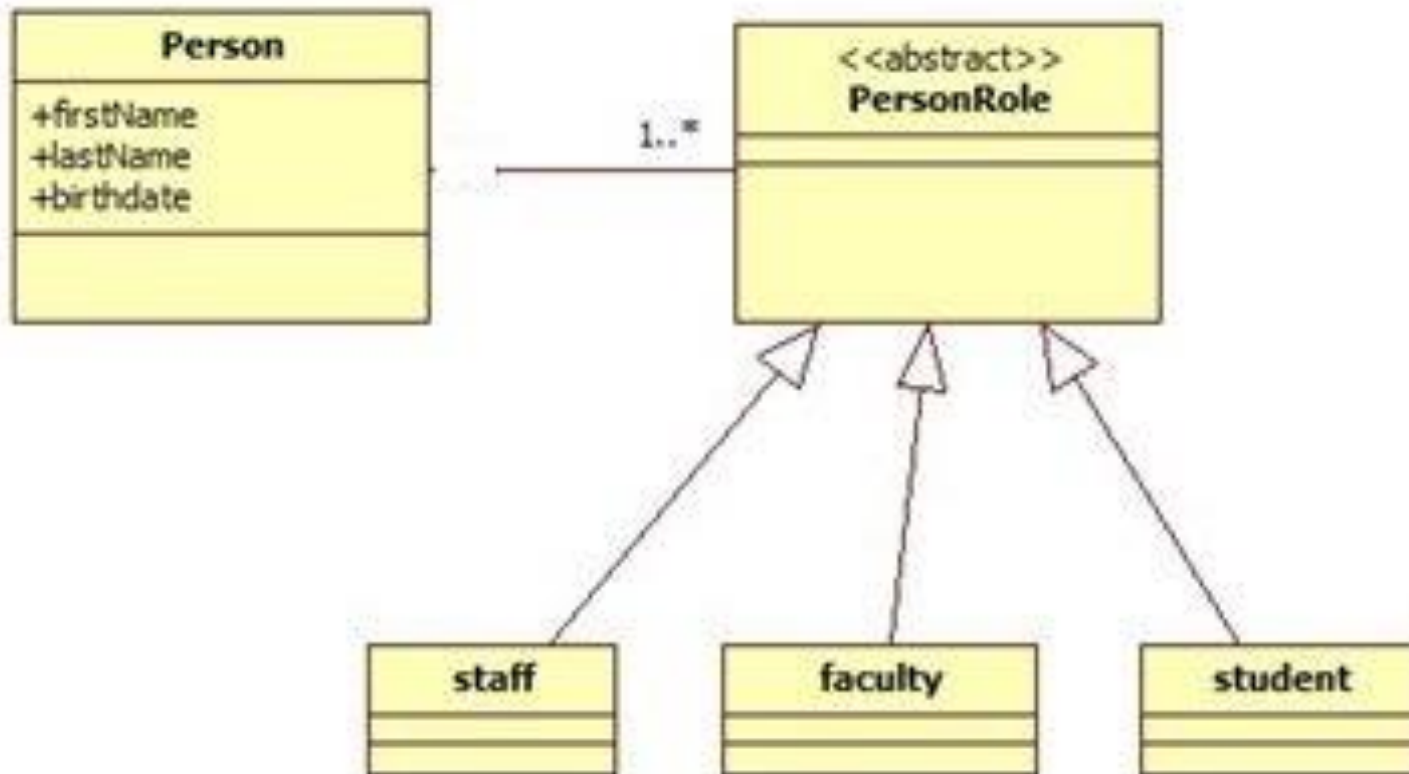 Person
+firstName
+lastName
+birthdate
1..*
<<abstract>>
PersonRole
staff
faculty
student